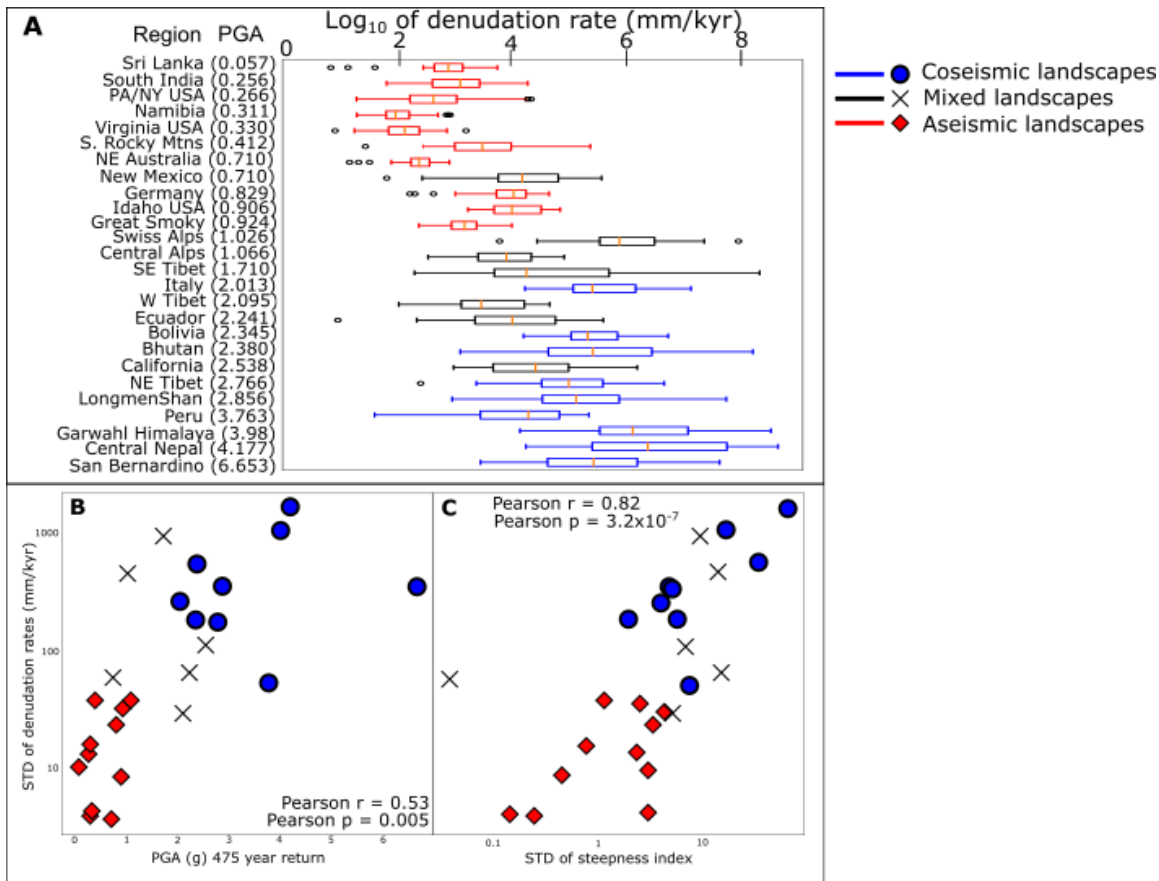 A
Region PGA
Log10 of denudation rate (mm/kyr)
0 2 4 6 8
Sri Lanka (0.057)
South India (0.256)
PA/NY USA (0.266)
Namibia (0.311)
Virginia USA (0.330)
S. Rocky Mtns (0.412)
NE Australia (0.710)
New Mexico (0.710)
Germany (0.829)
Idaho USA (0.906)
Great Smoky (0.924)
Swiss Alps (1.026)
Central Alps (1.066)
SE Tibet (1.710)
Italy (2.013)
W Tibet (2.095)
Ecuador (2.241)
Bolivia (2.345)
Bhutan (2.380)
California (2.538)
NE Tibet (2.766)
LongmenShan (2.856)
Peru (3.763)
Garwahl Himalaya (3.98)
Central Nepal (4.177)
San Bernardino (6.653)
Coseismic landscapes
Mixed landscapes
Aseismic landscapes
B
STD of denudation rates (mm/kyr)
1000
100
10
Pearson r = 0.53
Pearson p = 0.005
0 1 2 3 4 6
PGA (g) 475 year return
C
Pearson r = 0.82
Pearson p = 3.2x10-7
0.1 1 10
STD of steepness index